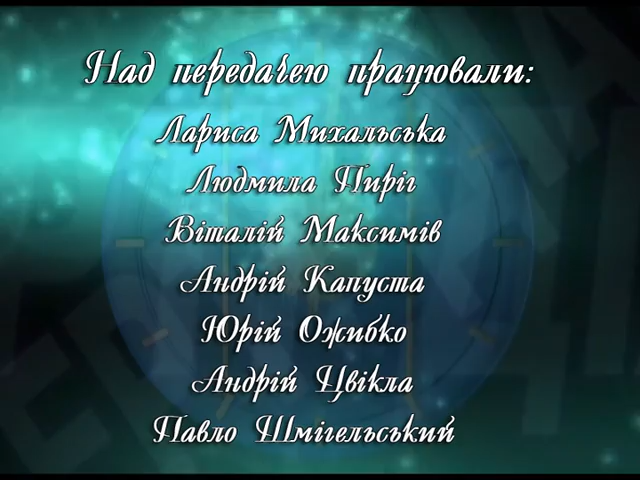 Над передачею працювали:
Лариса Михальська
Людмила Пиріг
Віталій Максимів
Андрій Капуста
Юрій Ожибко
Андрій Цвікла
Павло Шмігельський